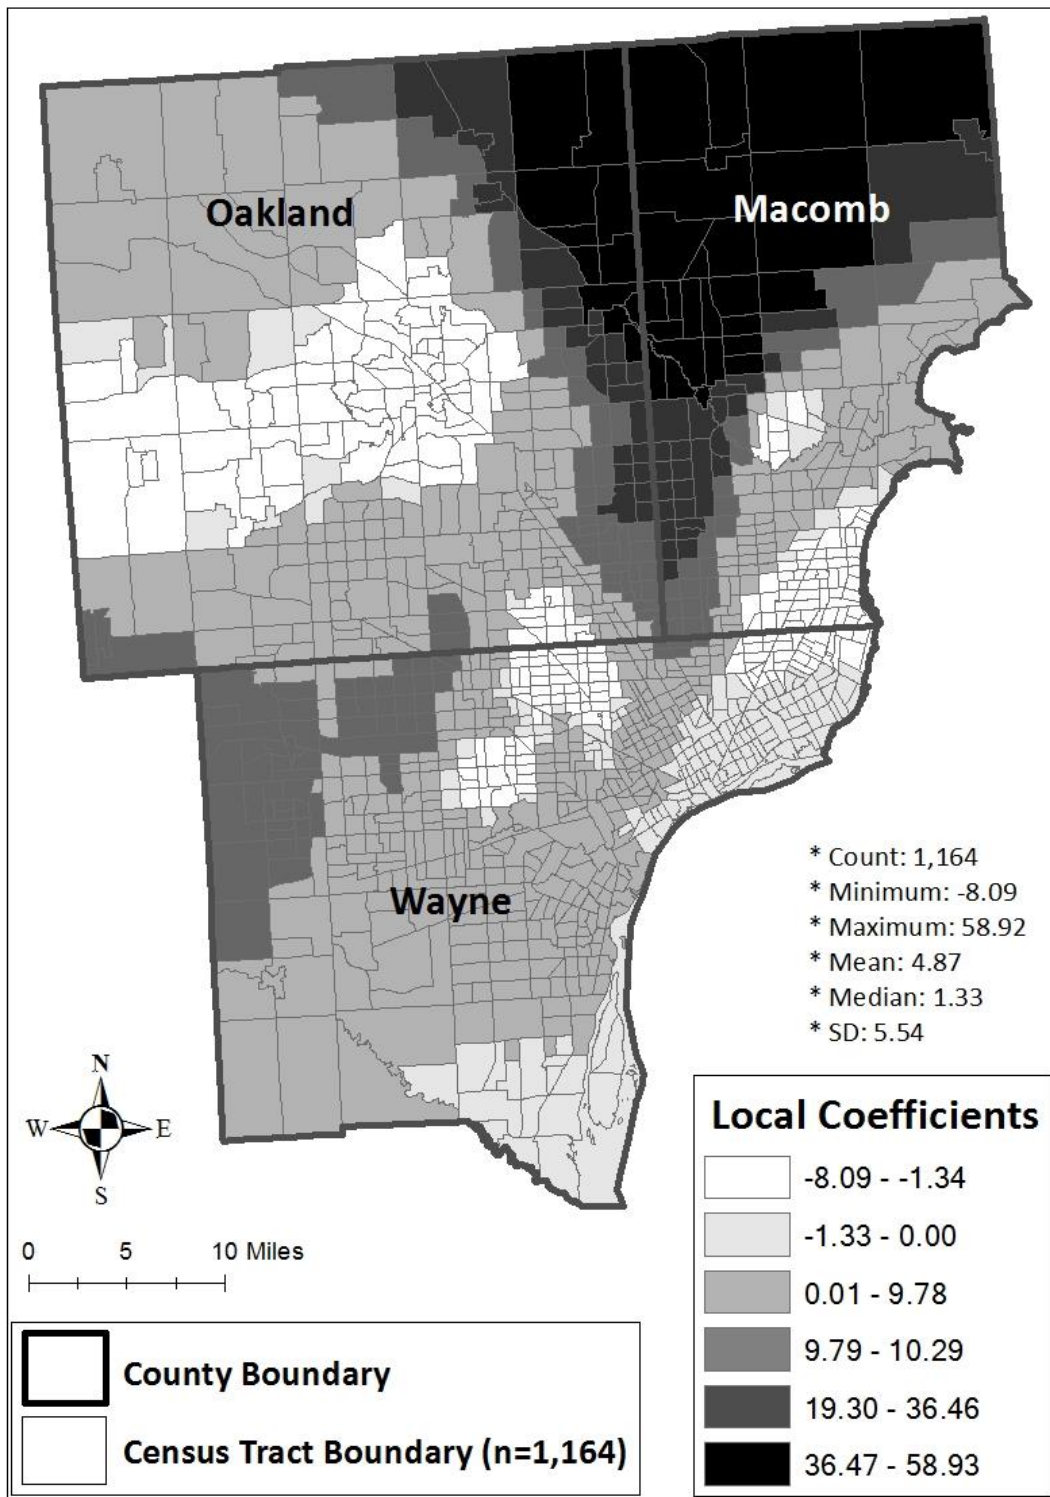 Oakland
Macomb
Wayne
* Count: 1,164
* Minimum: -8.09
* Maximum: 58.92
* Mean: 4.87
* Median: 1.33
* SD: 5.54
N
W E
S
0 5 10 Miles
County Boundary
Census Tract Boundary (n=1,164)
Local Coefficients
-8.09 - -1.34
-1.33 - 0.00
0.01 - 9.78
9.79 - 10.29
19.30 - 36.46
36.47 - 58.93